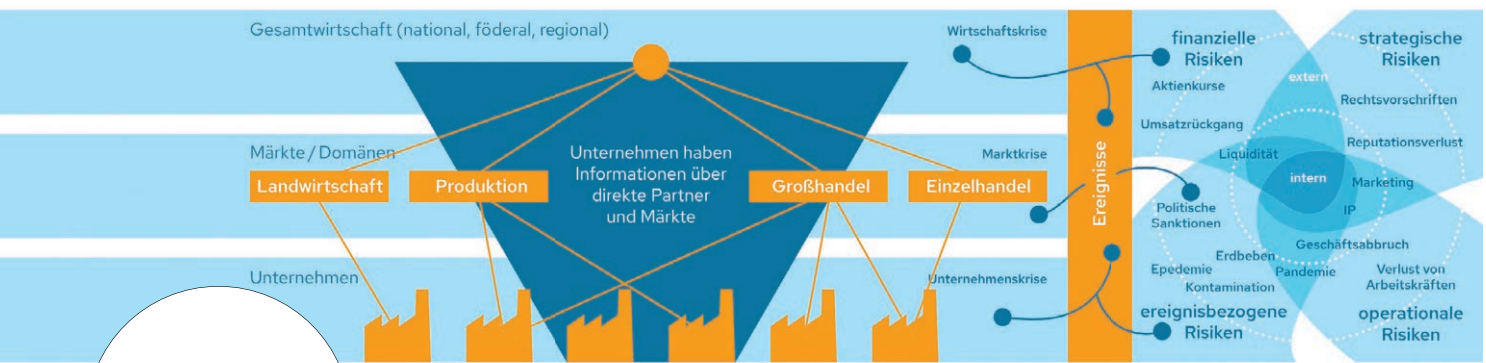 Gesamtwirtschaft (national, föderal, regional)
Märkte / Domänen
Landwirtschaft
Produktion
Unternehmen haben
Informationen über
direkte Partner
und Märkte
Großhandel
Einzelhandel
Unternehmen
Wirtschaftskrise
Marktkrise
Unternehmenskrise
Ereignisse
finanzielle
Risiken
Aktienkurse
Umsatzrückgang
Liquidität
extern
strategische
Risiken
Rechtsvorschriften
Reputationsverlust
intern
Marketing
IP
Politische
Sanktionen
Geschäftsabbruch
Erdbeben
Epedemie
Pandemie
Kontamination
Verlust von
Arbeitskräften
ereignisbezogene
Risiken
operationale
Risiken